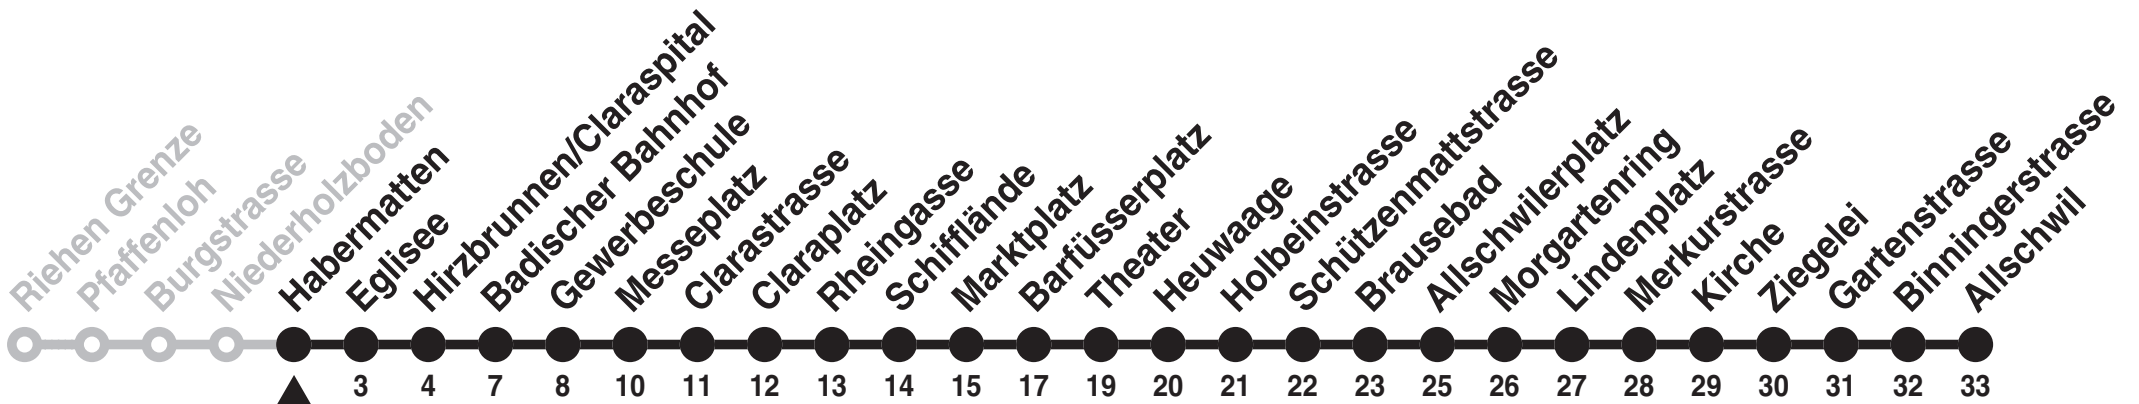 Riehen Grenze
Pfaffenloh
Burgstrasse
Niederholzboden
Habermatten
Eglisee
Hirzbrunnen/Claraspital
Badischer Bahnhof
Gewerbeschule
Messeplatz
Clarastrasse
Claraplatz
Rheingasse
Schifflände
Marktplatz
Barfüsserplatz
Theater
Heuwaage
Holbeinstrasse
Schützenmattstrasse
Brausebad
Allschwilerplatz
Morgartenring
Lindenplatz
Merkurstrasse
Kirche
Ziegelei
Gartenstrasse
Binningerstrasse
Allschwil
3 4 7 8 10 11 12 13 14 15 17 19 20 21 22 23 25 26 27 28 29 30 31 32 33